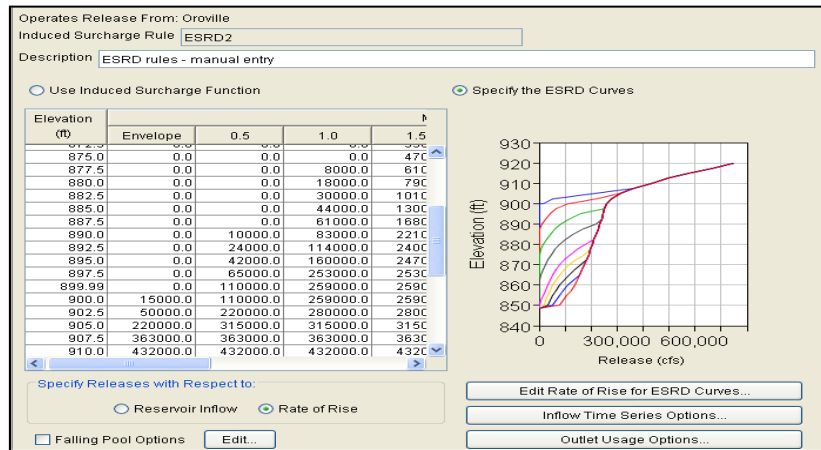 Operates Release From: Oroville
Induced Surcharge Rule ESRD2
Description ESRD rules - manual entry
Use Induced Surcharge Function
Specify the ESRD Curves
Elevation (ft)
Envelope 0.5 1.0 1.5
875.0 0.0 0.0 0.0 470
877.5 0.0 0.0 8000.0 610
880.0 0.0 0.0 18000.0 790
882.5 0.0 0.0 30000.0 1010
885.0 0.0 0.0 44000.0 1300
887.5 0.0 0.0 61000.0 1680
890.0 0.0 10000.0 83000.0 2210
892.5 0.0 24000.0 114000.0 2400
895.0 0.0 42000.0 160000.0 2470
897.5 0.0 65000.0 253000.0 2530
899.99 0.0 110000.0 259000.0 2590
900.0 15000.0 110000.0 259000.0 2590
902.5 50000.0 220000.0 280000.0 2800
905.0 220000.0 315000.0 315000.0 3150
907.5 363000.0 363000.0 363000.0 3630
910.0 432000.0 432000.0 432000.0 4320
930
920
910
900
890
880
870
860
850
840
Elevation (ft)
0 300,000 600,000
Release (cfs)
Specify Releases with Respect to:
Reservoir Inflow Rate of Rise
Falling Pool Options Edit...
Edit Rate of Rise for ESRD Curves...
Inflow Time Series Options...
Outlet Usage Options...